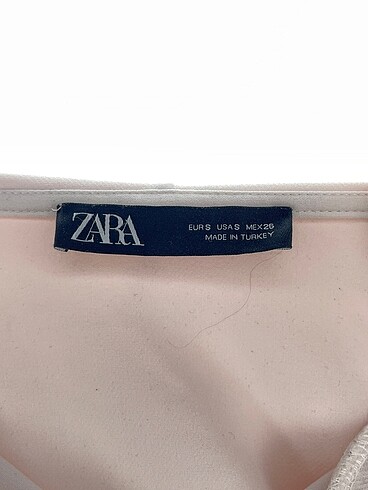 ZARA
EUR S USA S MEX 26
MADE IN TURKEY